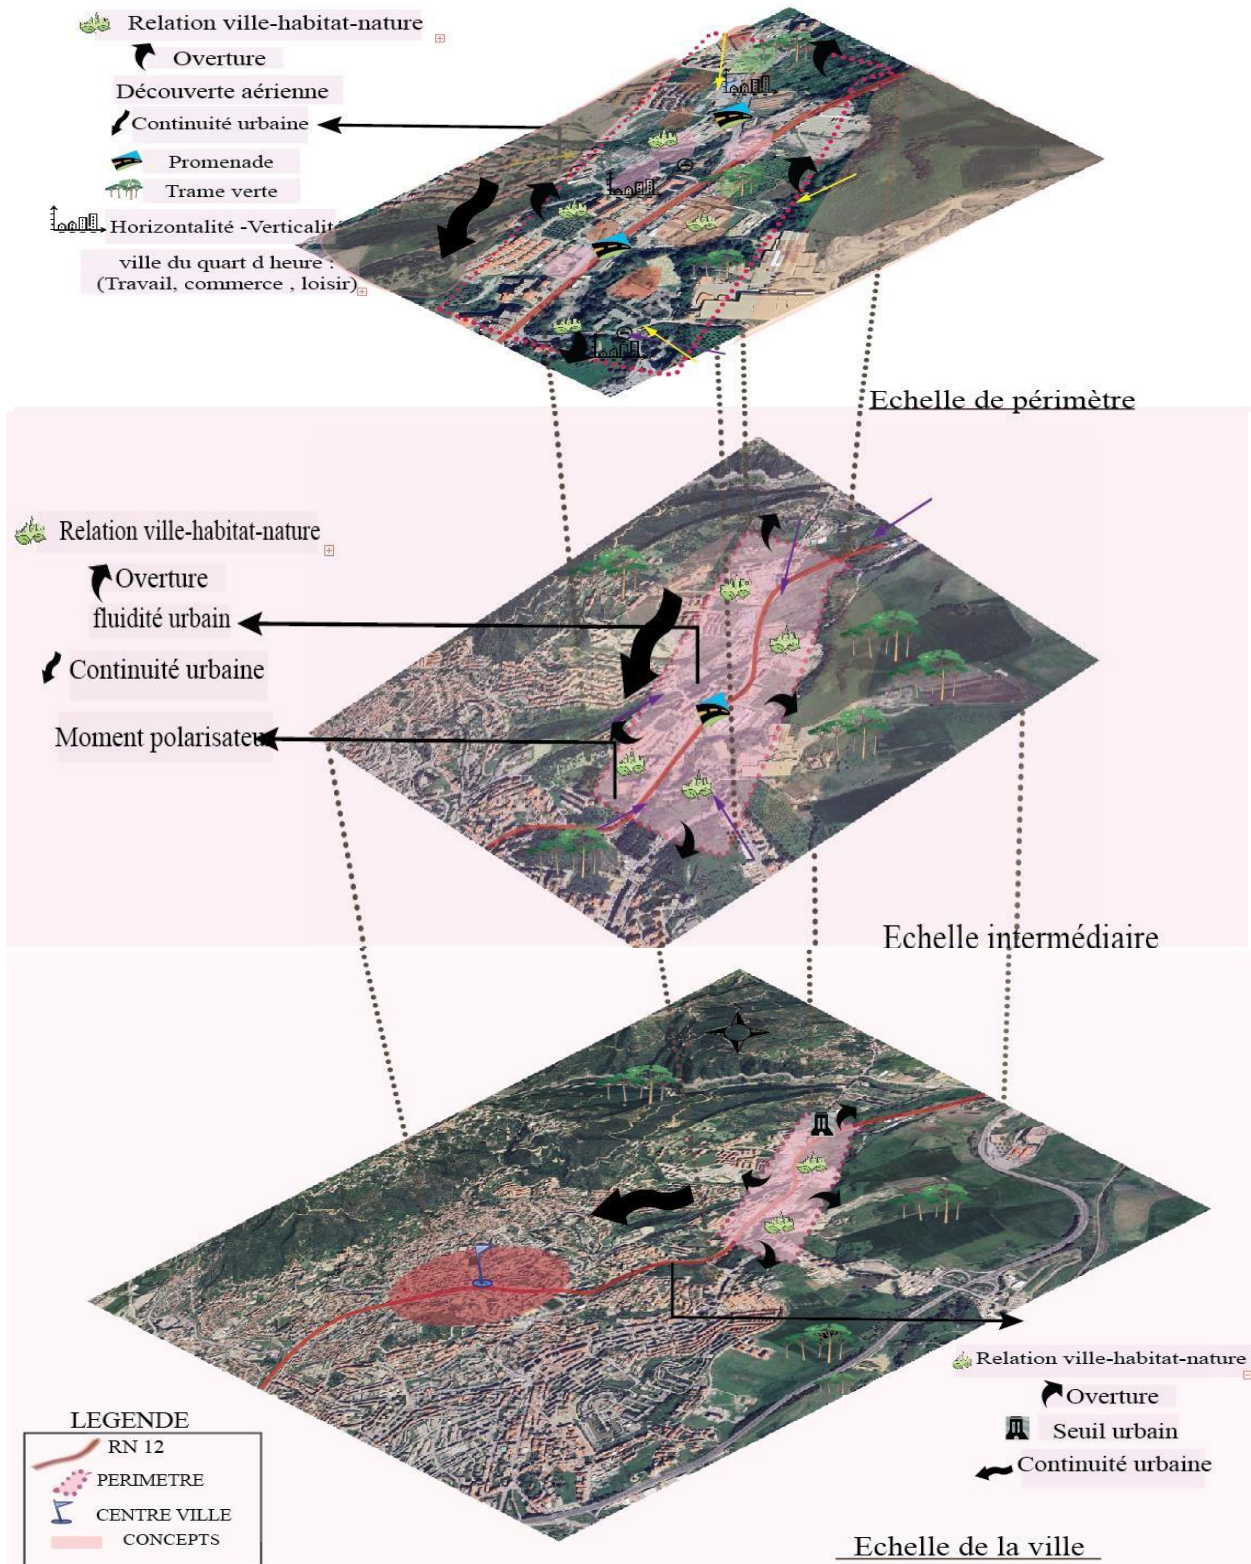 Relation ville-habitat-nature
Overture
Découverte aérienne
Continuité urbaine
Promenade
Trame verte
Horizontalité -Verticalit
ville du quart d heure :
(Travail, commerce , loisir)
Echelle de périmètre
Relation ville-habitat-nature
Overture
fluidité urbain
Continuité urbaine
Moment polarisateu
Echelle intermédiaire
Relation ville-habitat-nature
Overture
Seuil urbain
Continuité urbaine
LEGENDE
RN 12
PERIMETRE
CENTRE VILLE
CONCEPTS
Echelle de la ville